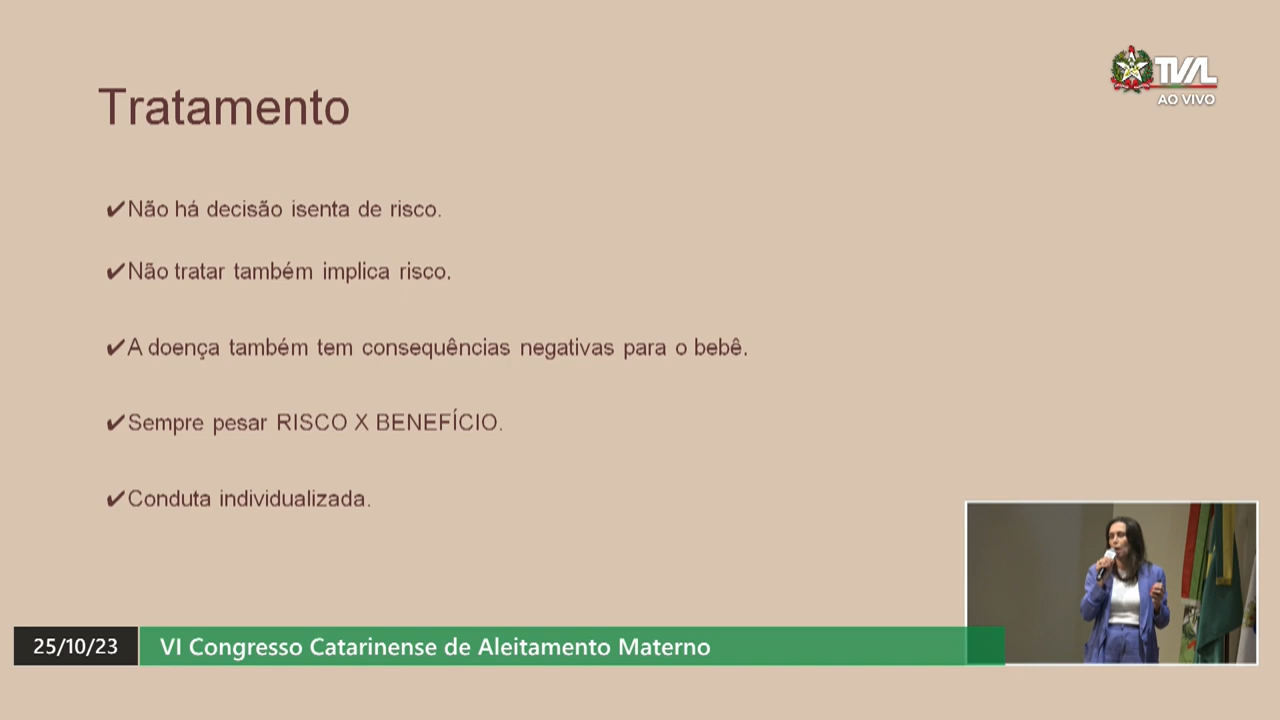 TVAL
AO VIVO
Tratamento
✔Não há decisão isenta de risco.
✔Não tratar também implica risco.
✔A doença também tem consequências negativas para o bebê.
✔Sempre pesar RISCO X BENEFÍCIO.
✔Conduta individualizada.
25/10/23
VI Congresso Catarinense de Aleitamento Materno